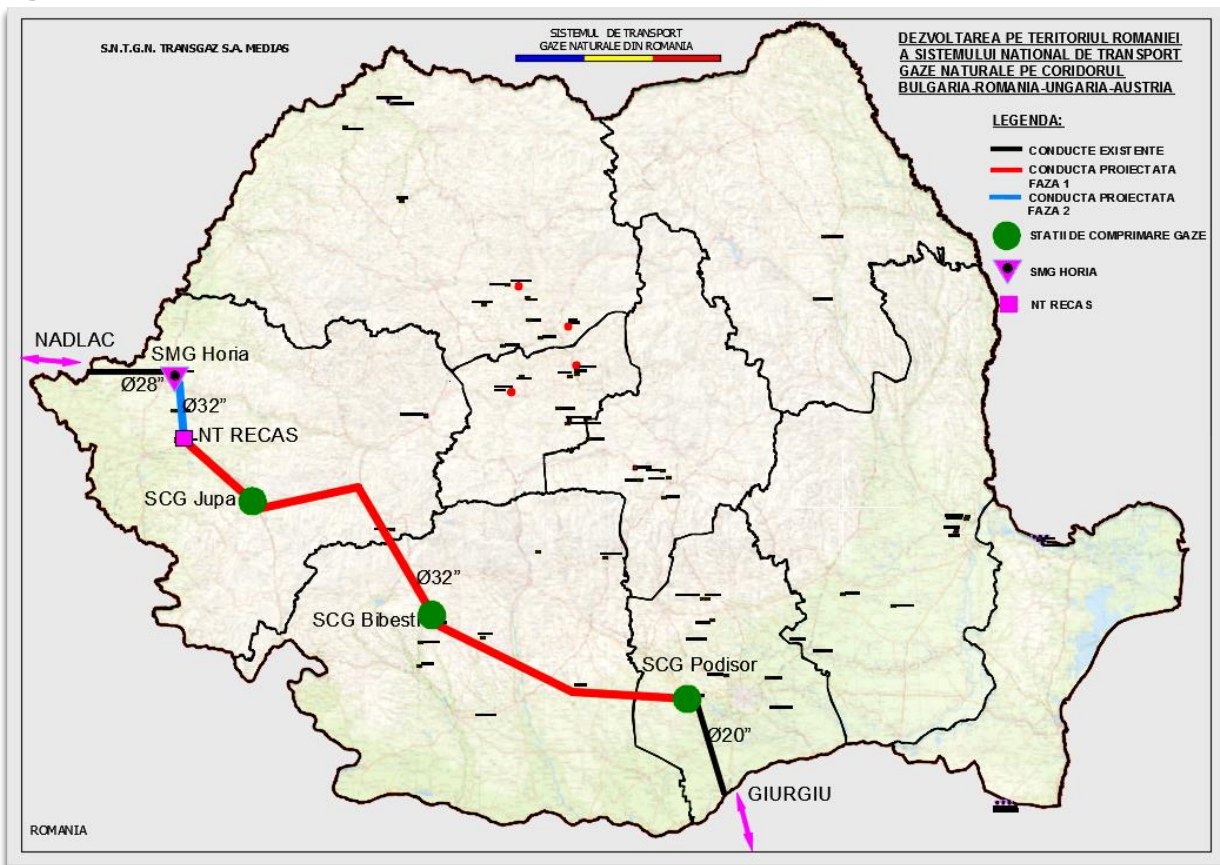 S.N.T.G.N. TRANSGAZ S.A. MEDIAS
SISTEMUL DE TRANSPORT
GAZE NATURALE DIN ROMANIA
DEZVOLTAREA PE TERITORIUL ROMANIEI
A SISTEMULUI NATIONAL DE TRANSPORT
GAZE NATURALE PE CORIDORUL
BULGARIA-ROMANIA-UNGARIA-AUSTRIA
LEGENDA:
CONDUCTE EXISTENTE
CONDUCTA PROIECTATA
FAZA 1
CONDUCTA PROIECTATA
FAZA 2
STATII DE COMPRIMARE GAZE
SMG HORIA
NT RECAS
NADLAC
SMG Horia
Ø28”
Ø32”
NT RECAS
SCG Jupa
Ø32”
SCG Bibesti
SCG Podisor
Ø20”
GIURGIU
ROMANIA